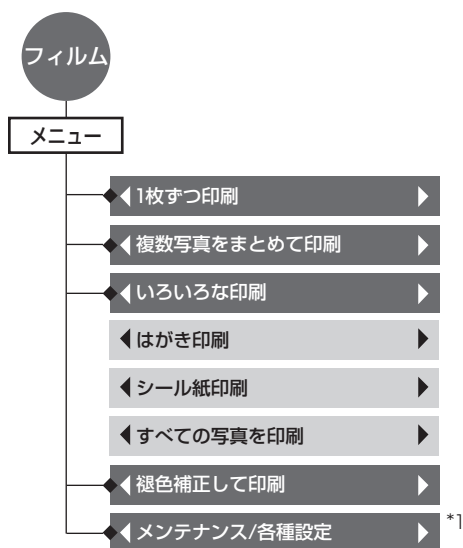 フィルム
メニュー
1枚ずつ印刷
複数写真をまとめて印刷
いろいろな印刷
はがき印刷
シール紙印刷
すべての写真を印刷
褪色補正して印刷
メンテナンス/各種設定 *1